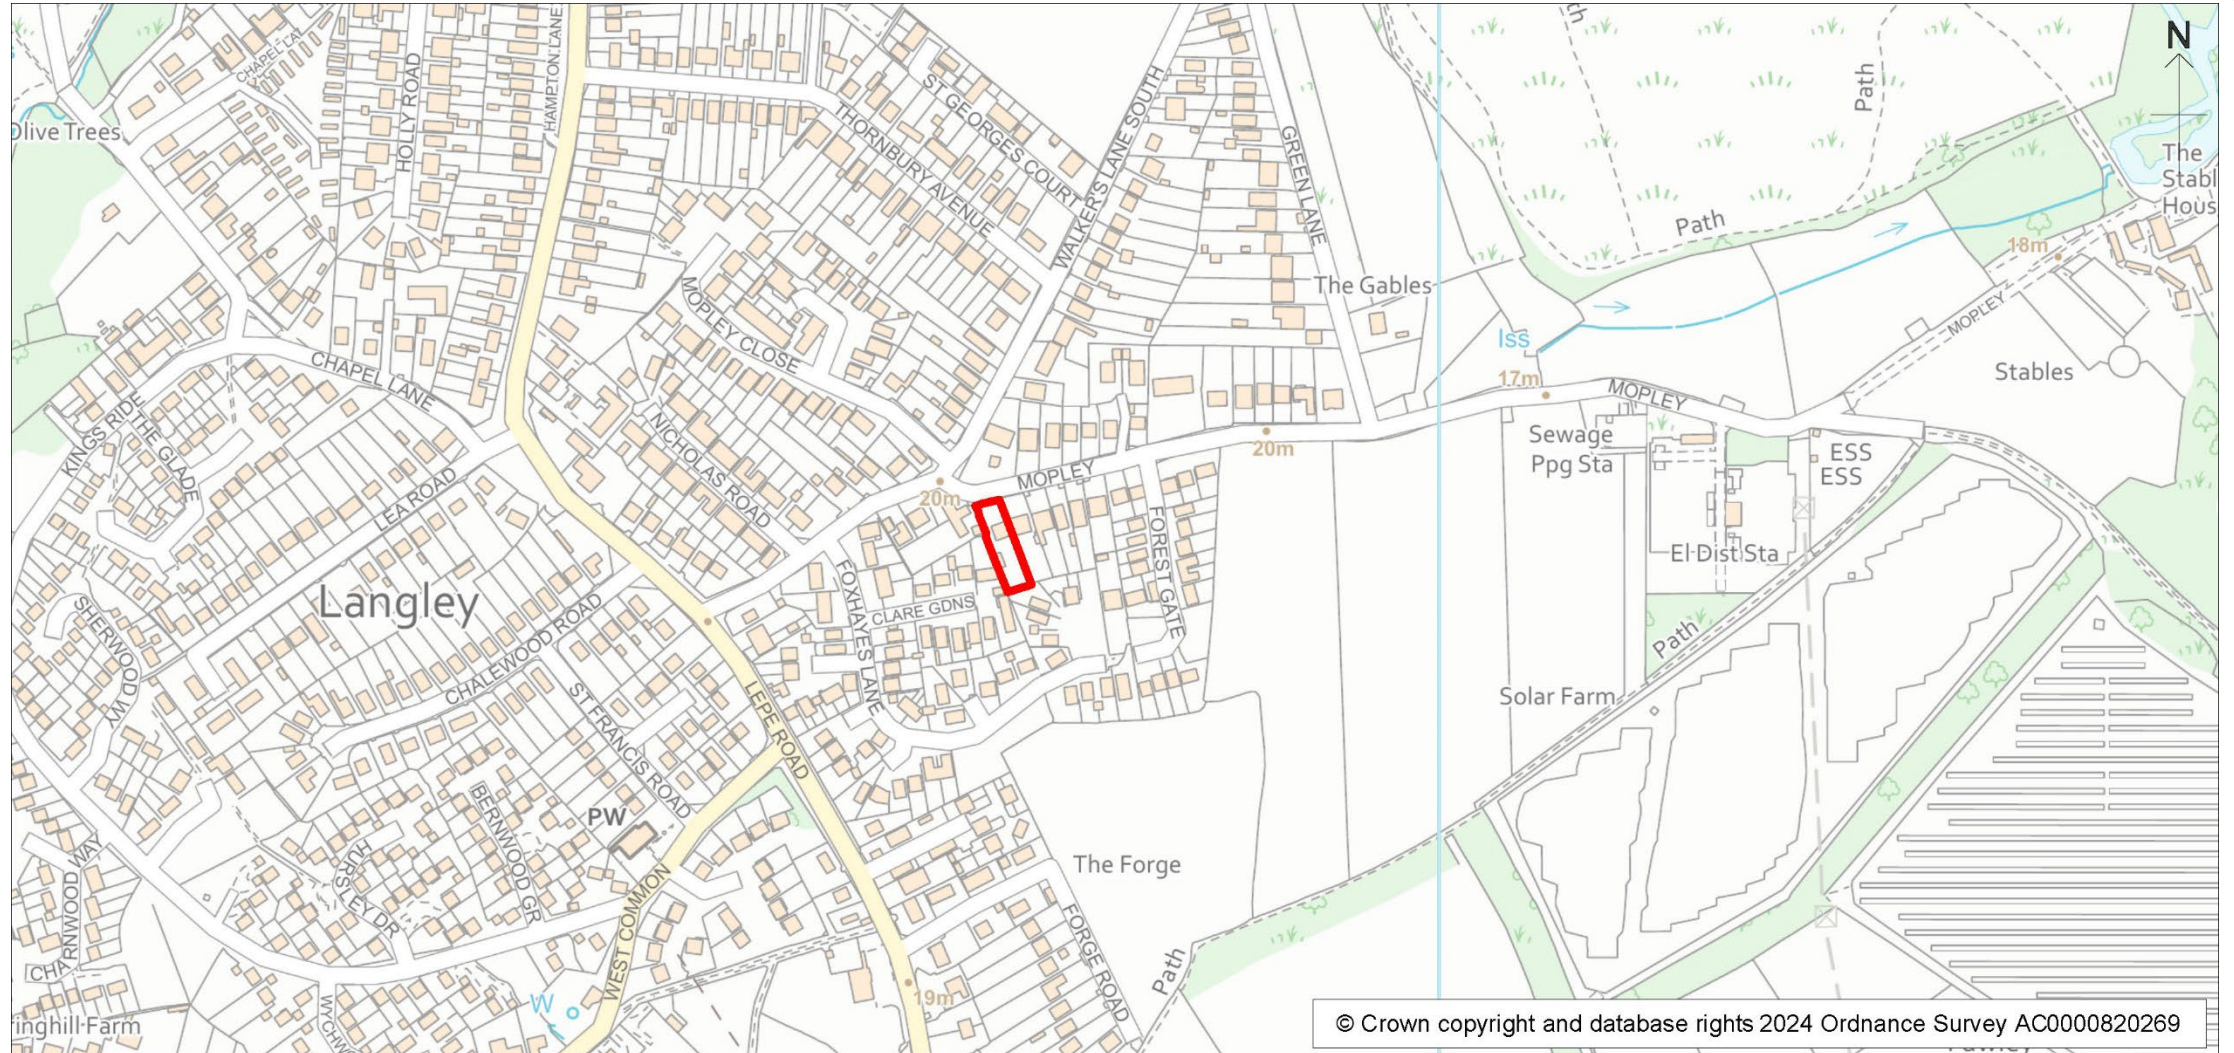 N
CHAPEL LA
HOLLY ROAD
HAMPTON LANE
Olive Trees
ST GEORGES COURT
THORNBURY AVENUE
WALKER'S LANE SOUTH
GREEN LANE
Path
Path
The
Stabl
Hous
18m
The Gables
MOPLEY CLOSE
Iss
MOPLEY
17m
MOPLEY
Stables
CHAPEL LANE
KINGS RIDE
THE GLADE
NICHOLAS ROAD
LEA ROAD
20m
MOPLEY
20m
Sewage
Ppg Sta
ESS
ESS
El Dist Sta
FOREST GATE
FOXHAYES LANE
CLARE GDNS
Langley
SHERWOOD WY
CHALEWOOD ROAD
ST FRANCIS ROAD
LEPE ROAD
Path
Solar Farm
BERNWOOD GR
PW
HURSLEY DR
The Forge
CHARNWOOD WAY
WEST COMMON
FORGE ROAD
Path
19m
W
inghill Farm
© Crown copyright and database rights 2024 Ordnance Survey AC0000820269